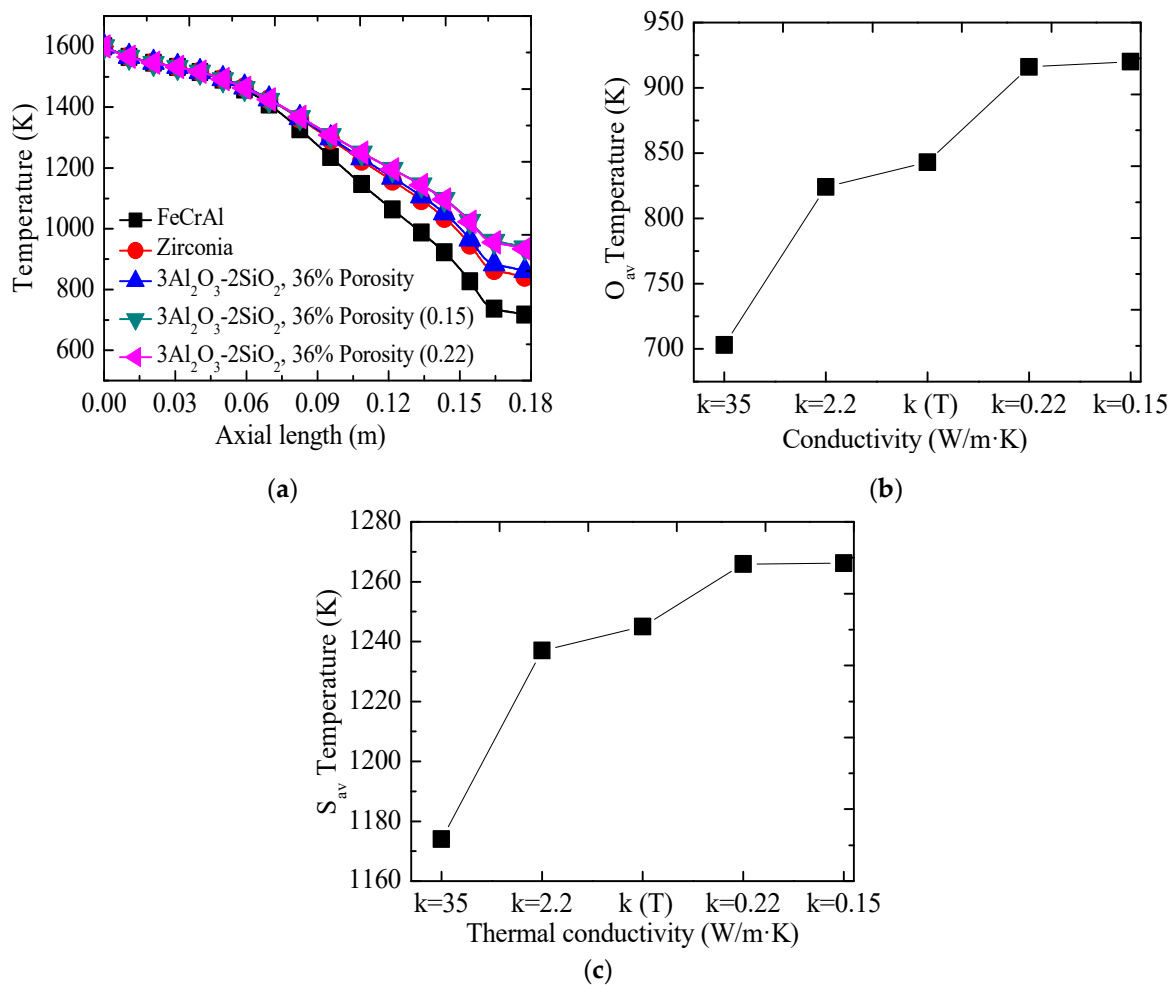 1600
1400
1200
1000
800
600
Temperature (K)
FeCrAl
Zirconia
3Al₂O₃-2SiO₂, 36% Porosity
3Al₂O₃-2SiO₂, 36% Porosity (0.15)
3Al₂O₃-2SiO₂, 36% Porosity (0.22)
0.00 0.03 0.06 0.09 0.12 0.15 0.18
Axial length (m)
(a)
950
900
850
800
750
700
O_av Temperature (K)
k=35 k=2.2 k (T) k=0.22 k=0.15
Conductivity (W/m·K)
(b)
1280
1260
1240
1220
1200
1180
1160
S_av Temperature (K)
k=35 k=2.2 k (T) k=0.22 k=0.15
Thermal conductivity (W/m·K)
(c)